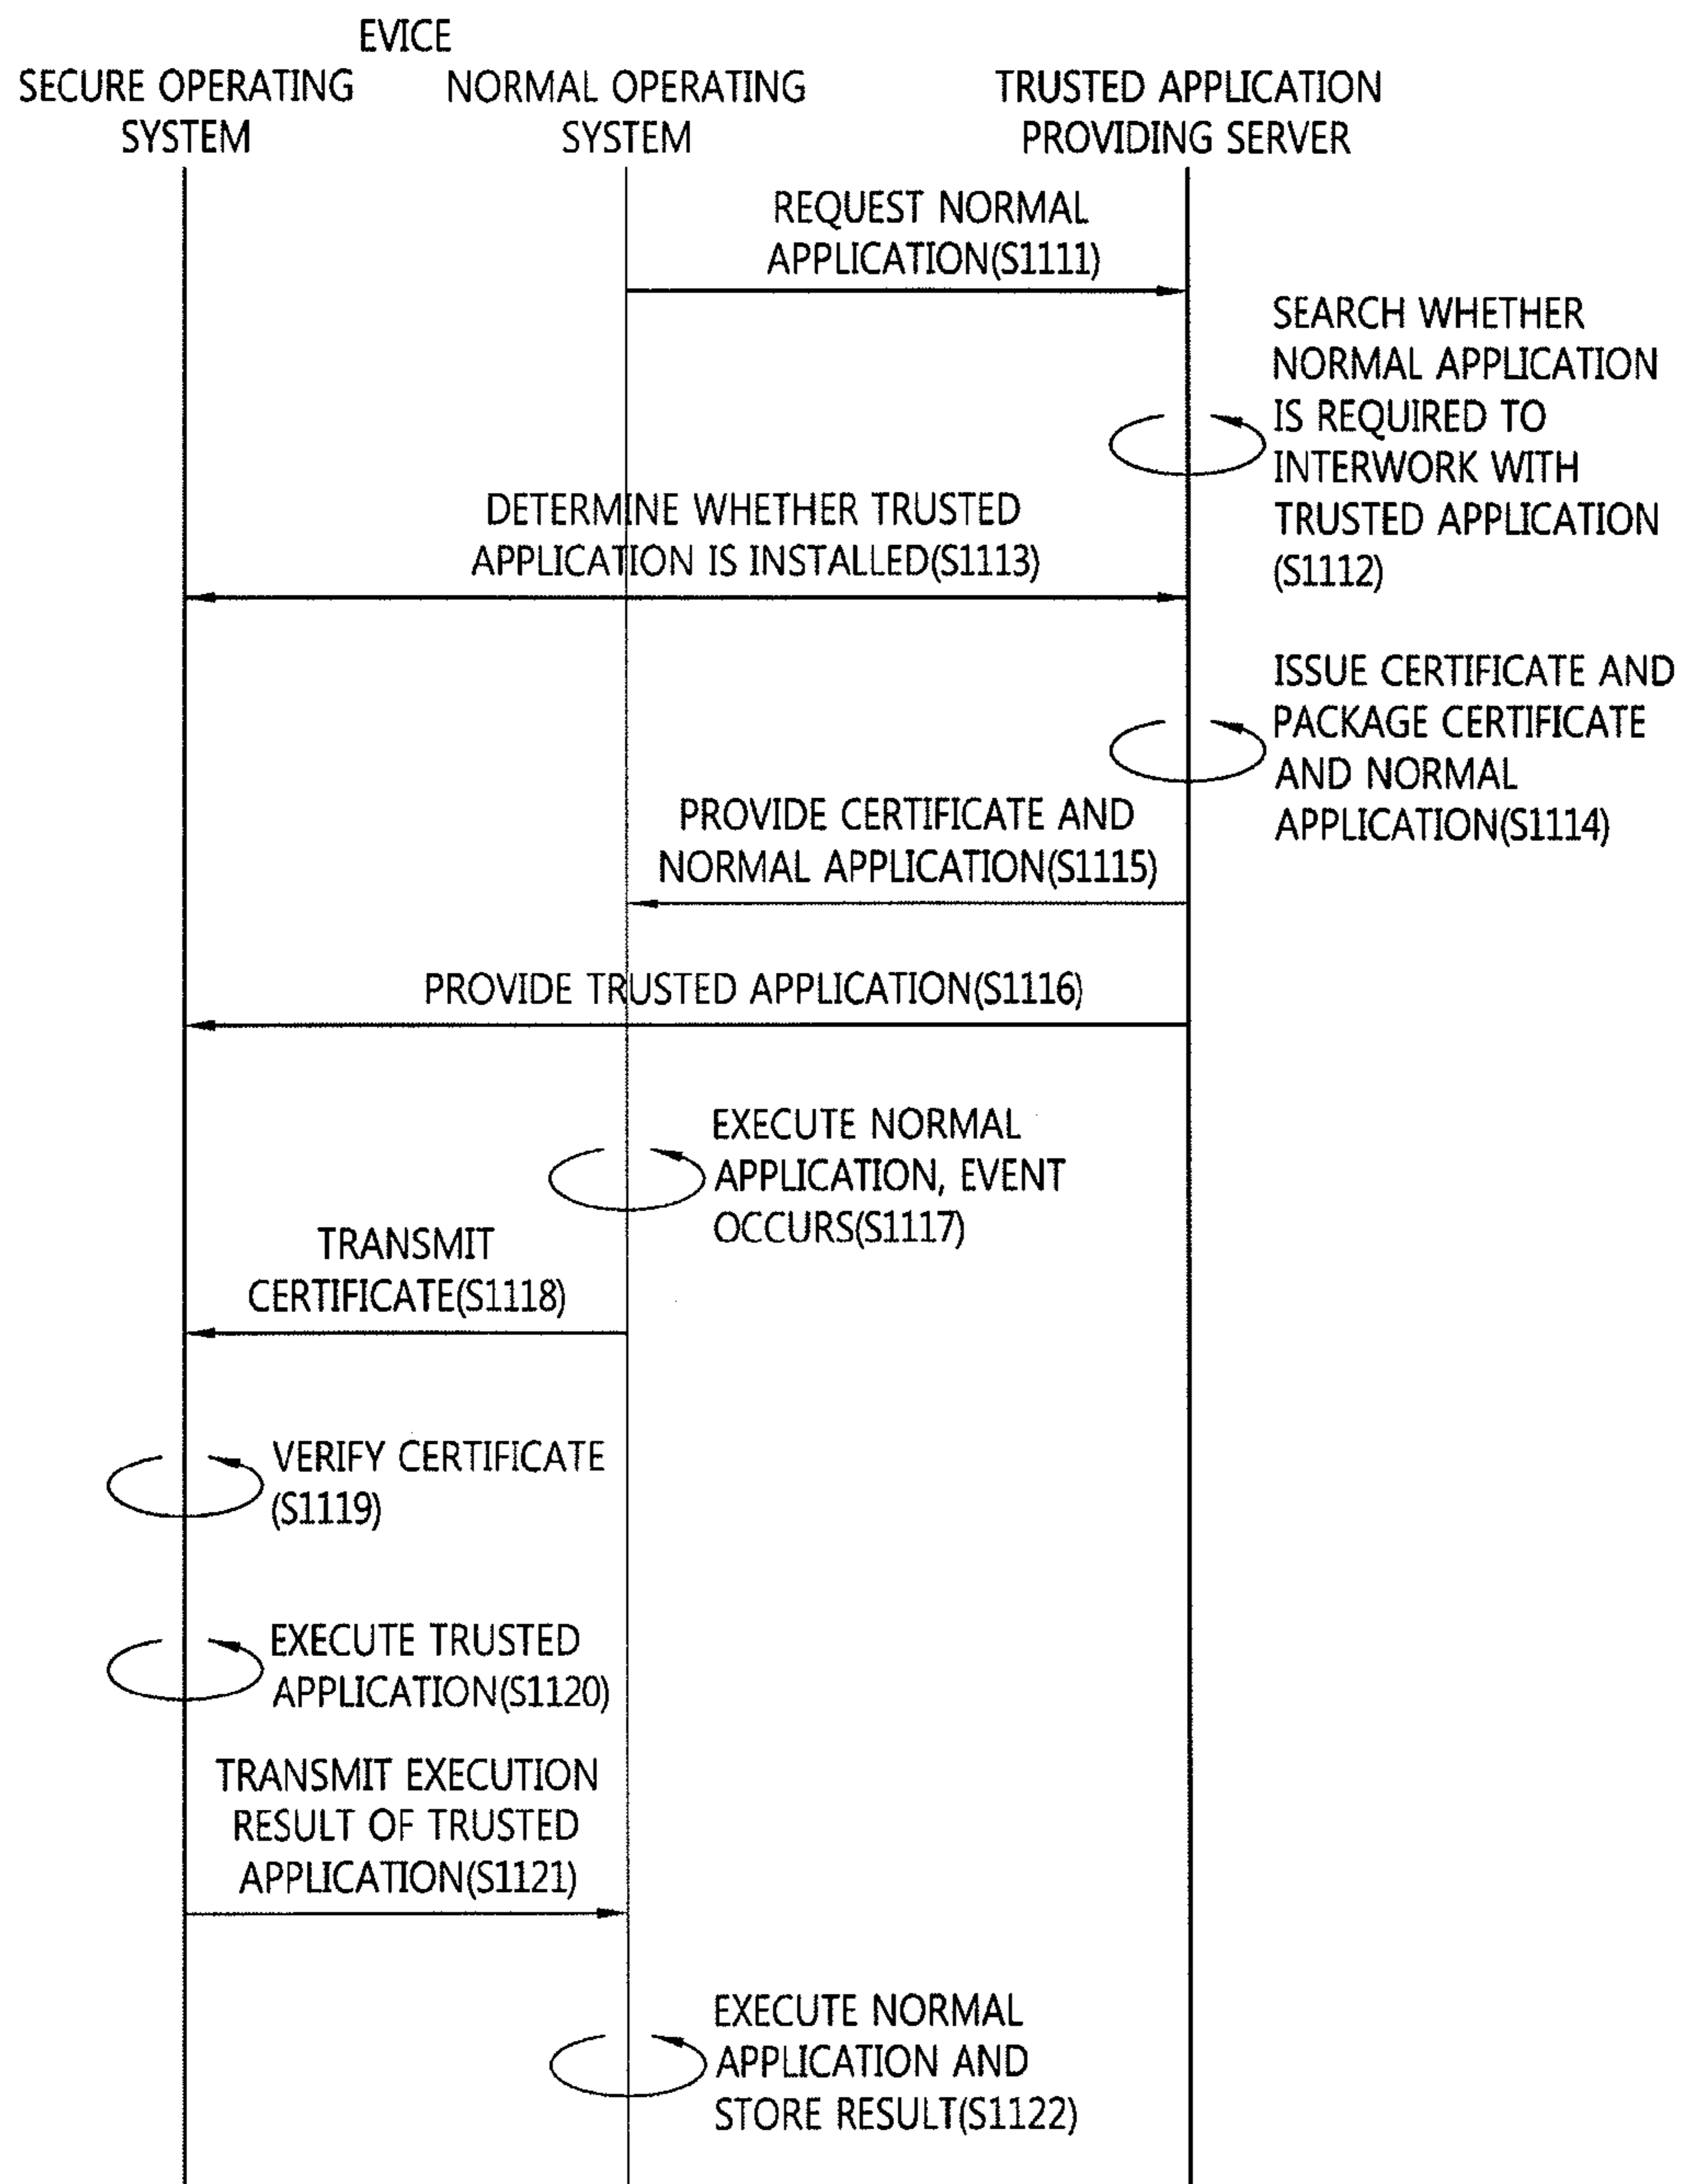 EVICE
SECURE OPERATING
SYSTEM
NORMAL OPERATING
SYSTEM
TRUSTED APPLICATION
PROVIDING SERVER
REQUEST NORMAL
APPLICATION(S1111)
SEARCH WHETHER
NORMAL APPLICATION
IS REQUIRED TO
INTERWORK WITH
TRUSTED APPLICATION
(S1112)
DETERMINE WHETHER TRUSTED
APPLICATION IS INSTALLED(S1113)
ISSUE CERTIFICATE AND
PACKAGE CERTIFICATE
AND NORMAL
APPLICATION(S1114)
PROVIDE CERTIFICATE AND
NORMAL APPLICATION(S1115)
PROVIDE TRUSTED APPLICATION(S1116)
EXECUTE NORMAL
APPLICATION, EVENT
OCCURS(S1117)
TRANSMIT
CERTIFICATE(S1118)
VERIFY CERTIFICATE
(S1119)
EXECUTE TRUSTED
APPLICATION(S1120)
TRANSMIT EXECUTION
RESULT OF TRUSTED
APPLICATION(S1121)
EXECUTE NORMAL
APPLICATION AND
STORE RESULT(S1122)